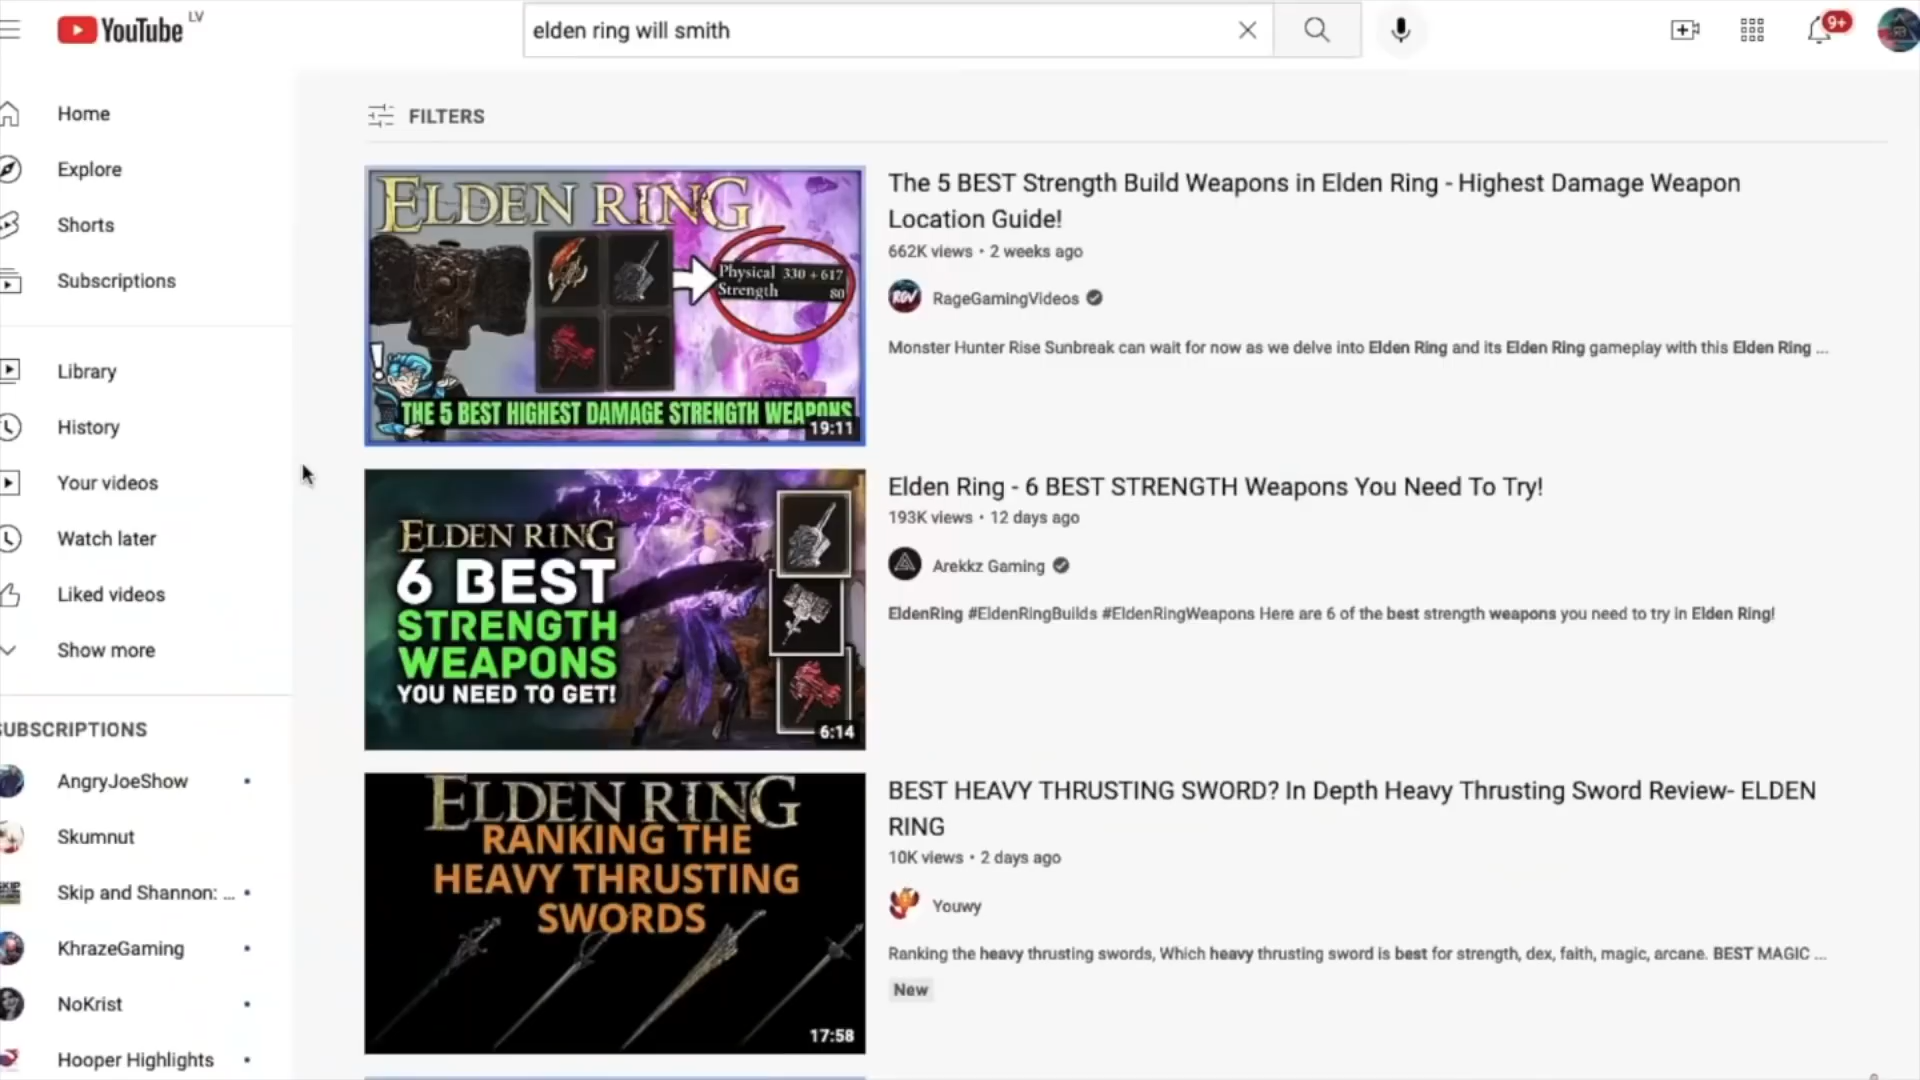 YouTube LV
elden ring will smith
9+
Home
Explore
Shorts
Subscriptions
Library
History
Your videos
Watch later
Liked videos
Show more
SUBSCRIPTIONS
AngryJoeShow
Skumnut
Skip and Shannon: ...
KhrazeGaming
NoKrist
Hooper Highlights
FILTERS
ELDEN RING
Physical 330 + 617
Strength 80
!
THE 5 BEST HIGHEST DAMAGE STRENGTH WEAPONS
19:11
The 5 BEST Strength Build Weapons in Elden Ring - Highest Damage Weapon
Location Guide!
662K views • 2 weeks ago
RGV RageGamingVideos
Monster Hunter Rise Sunbreak can wait for now as we delve into Elden Ring and its Elden Ring gameplay with this Elden Ring ...
ELDEN RING
6 BEST
STRENGTH
WEAPONS
YOU NEED TO GET!
6:14
Elden Ring - 6 BEST STRENGTH Weapons You Need To Try!
193K views • 12 days ago
Arekkz Gaming
EldenRing #EldenRingBuilds #EldenRingWeapons Here are 6 of the best strength weapons you need to try in Elden Ring!
ELDEN RING
RANKING THE
HEAVY THRUSTING
SWORDS
17:58
BEST HEAVY THRUSTING SWORD? In Depth Heavy Thrusting Sword Review- ELDEN
RING
10K views • 2 days ago
Youwy
Ranking the heavy thrusting swords, Which heavy thrusting sword is best for strength, dex, faith, magic, arcane. BEST MAGIC ...
New